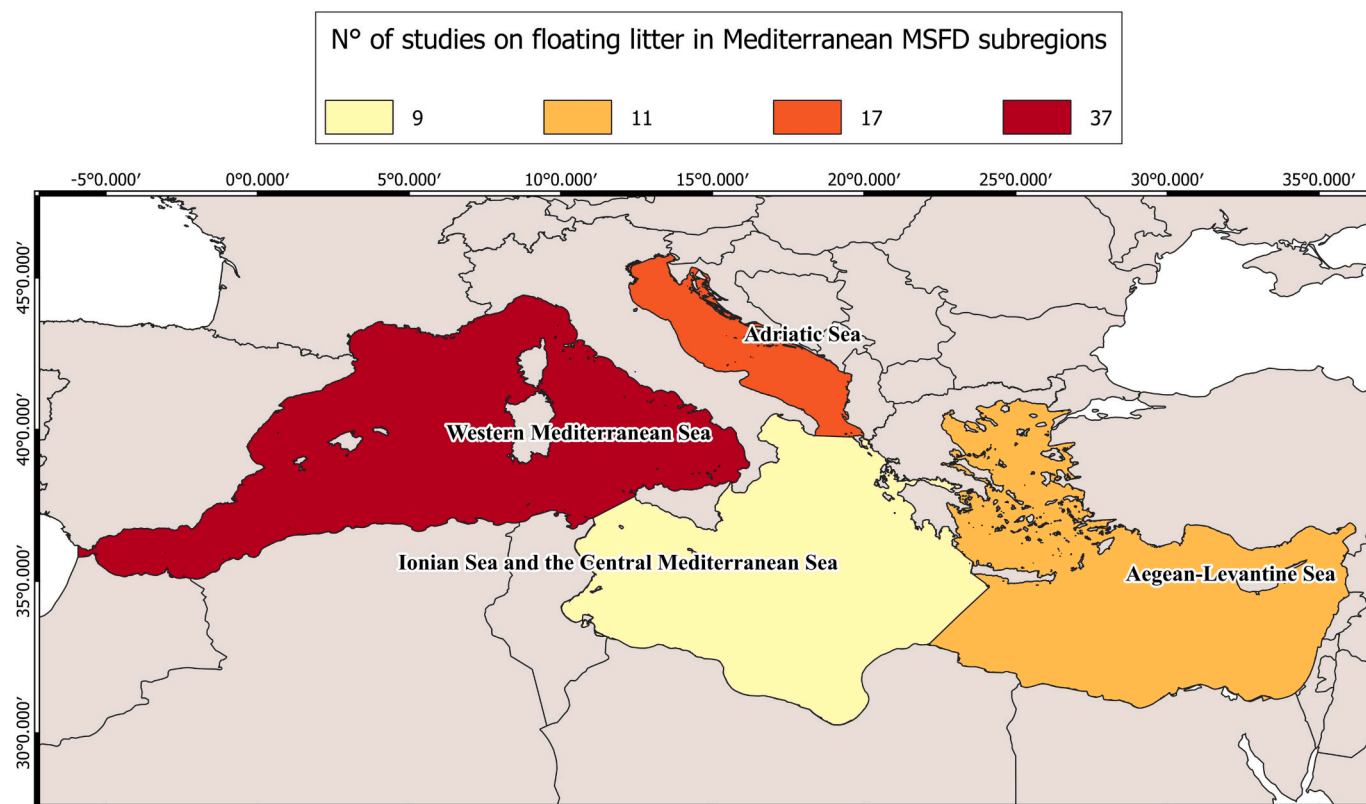 N° of studies on floating litter in Mediterranean MSFD subregions
9 11 17 37
-5°0.000′ 0°0.000′ 5°0.000′ 10°0.000′ 15°0.000′ 20°0.000′ 25°0.000′ 30°0.000′ 35°0.000′
45°0.000′
40°0.000′
35°0.000′
30°0.000′
Adriatic Sea
Western Mediterranean Sea
Ionian Sea and the Central Mediterranean Sea
Aegean-Levantine Sea